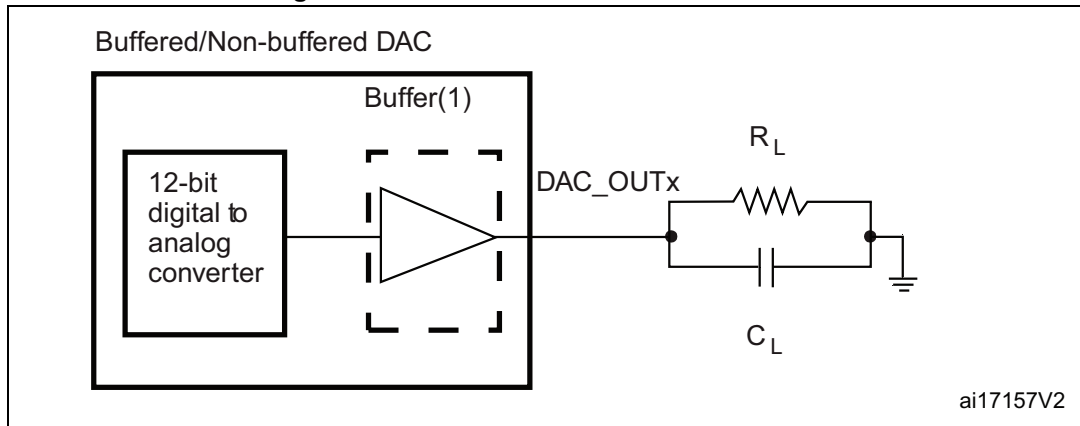 Buffered/Non-buffered DAC
Buffer(1)
12-bit
digital to
analog
converter
DAC_OUTx
R L
C L
ai17157V2